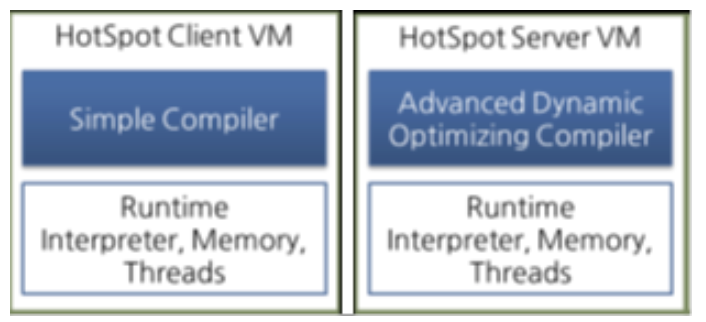 HotSpot Client VM
Simple Compiler
Runtime
Interpreter, Memory,
Threads
HotSpot Server VM
Advanced Dynamic
Optimizing Compiler
Runtime
Interpreter, Memory,
Threads